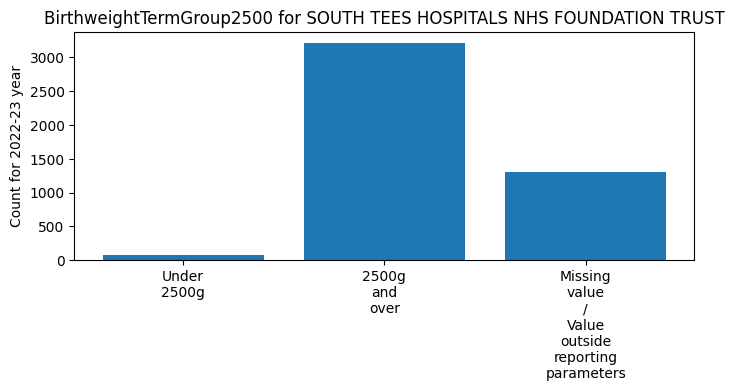 BirthweightTermGroup2500 for SOUTH TEES HOSPITALS NHS FOUNDATION TRUST
Count for 2022-23 year
3000
2500
2000
1500
1000
500
0
Under
2500g
2500g
and
over
Missing
value
/
Value
outside
reporting
parameters